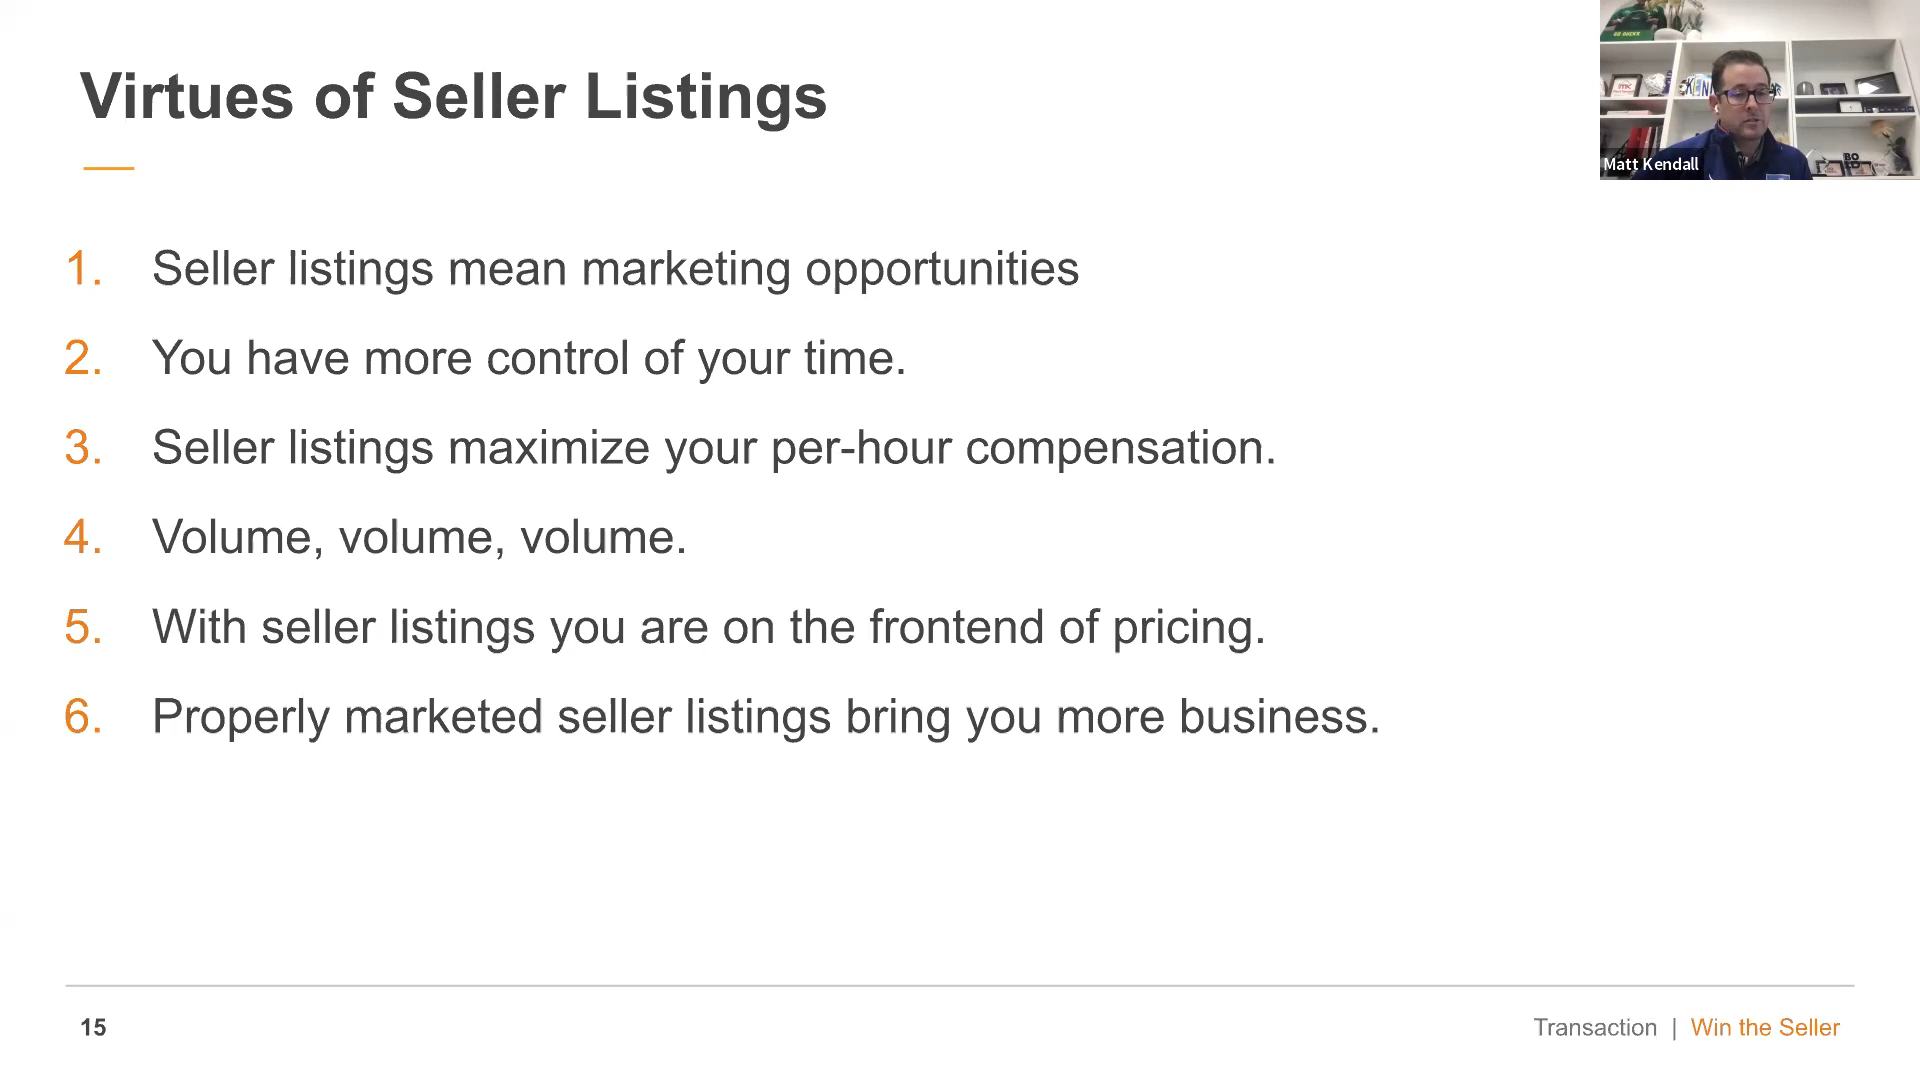 Virtues of Seller Listings
1. Seller listings mean marketing opportunities
2. You have more control of your time.
3. Seller listings maximize your per-hour compensation.
4. Volume, volume, volume.
5. With seller listings you are on the frontend of pricing.
6. Properly marketed seller listings bring you more business.
15
Transaction | Win the Seller
Matt Kendall